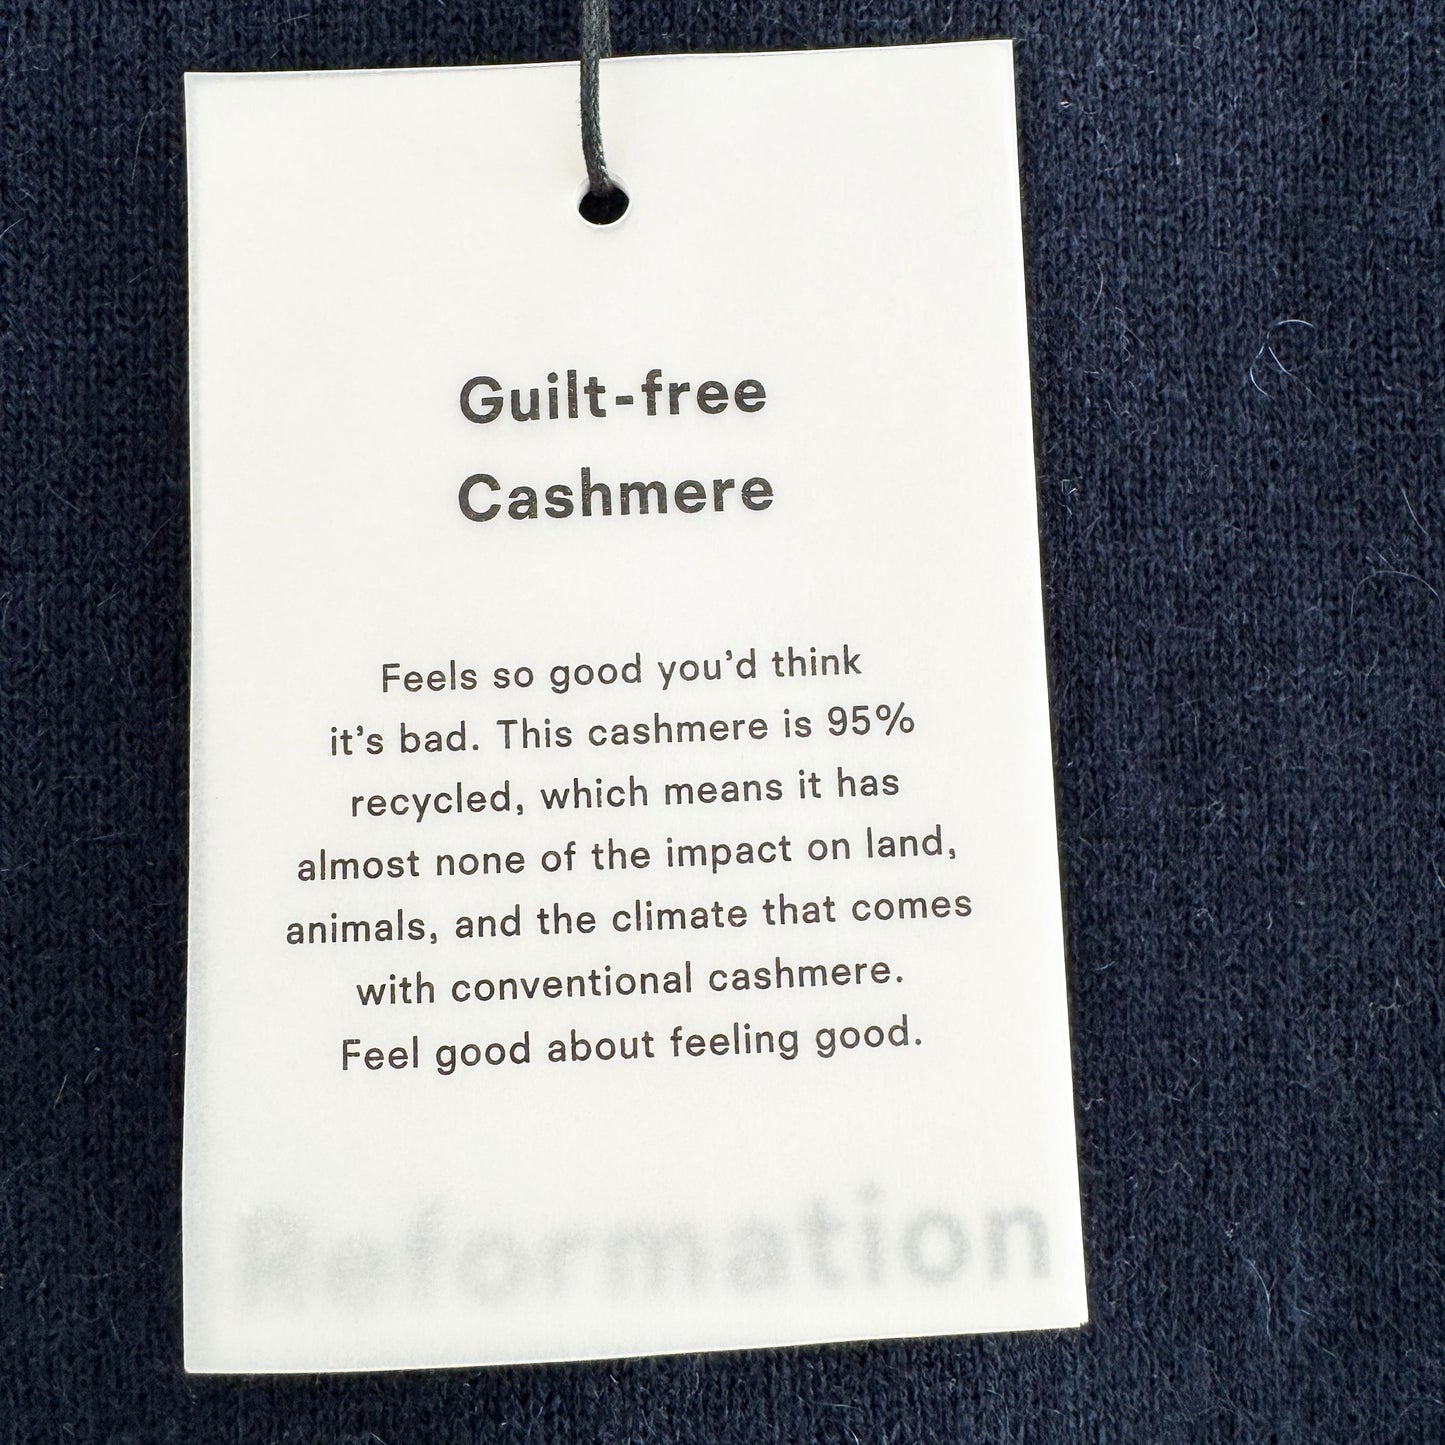 Guilt-free
Cashmere
Feels so good you’d think
it’s bad. This cashmere is 95%
recycled, which means it has
almost none of the impact on land,
animals, and the climate that comes
with conventional cashmere.
Feel good about feeling good.
Reformation